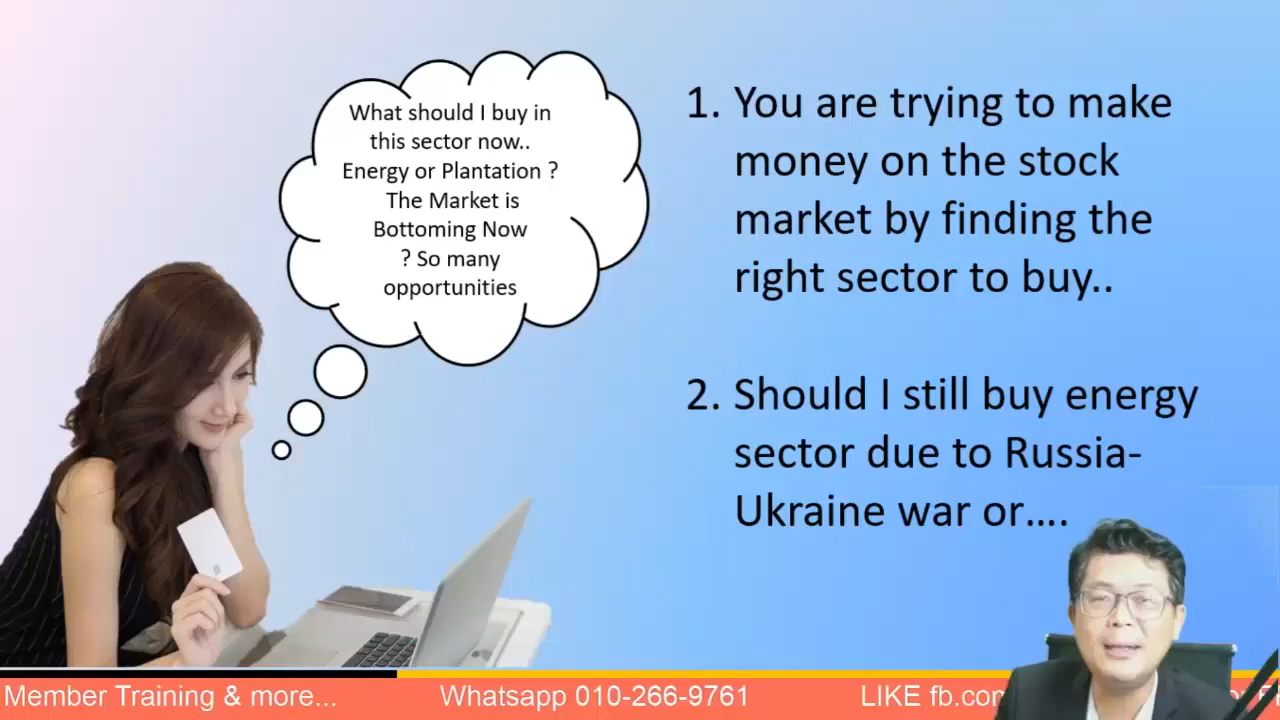 What should I buy in
this sector now..
Energy or Plantation ?
The Market is
Bottoming Now
? So many
opportunities
1. You are trying to make
money on the stock
market by finding the
right sector to buy..
2. Should I still buy energy
sector due to Russia-
Ukraine war or....
Member Training & more... Whatsapp 010-266-9761 LIKE fb.com